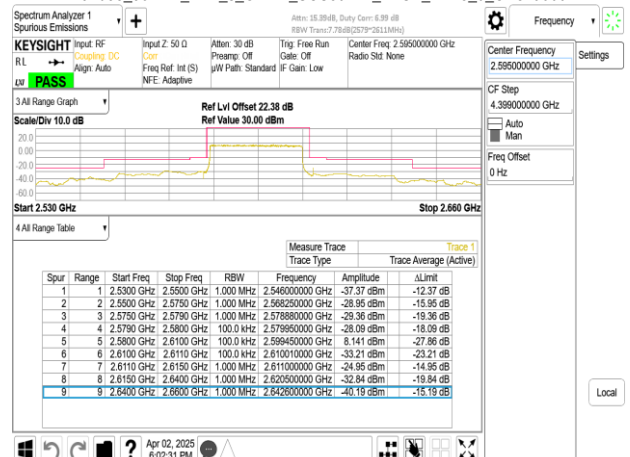 Spectrum Analyzer 1
Spurious Emissions
Attn: 15.39dB, Duty Corr: 6.99 dB
RBW Trans:7.78dB(2579~2611MHz)
Frequency
KEYSIGHT
RL
LXI
PASS
Input: RF
Coupling: DC
Align: Auto
Input Z: 50 Ω
Corr
Freq Ref: Int (S)
NFE: Adaptive
Atten: 30 dB
Preamp: Off
µW Path: Standard
Trig: Free Run
Gate: Off
IF Gain: Low
Center Freq: 2.595000000 GHz
Radio Std: None
Center Frequency
2.595000000 GHz
Settings
CF Step
4.399000000 GHz
Auto
Man
Freq Offset
0 Hz
3 All Range Graph
Scale/Div 10.0 dB
Ref Lvl Offset 22.38 dB
Ref Value 30.00 dBm
20.0
0.00
-20.0
-40.0
-60.0
Start 2.530 GHz
Stop 2.660 GHz
4 All Range Table
Measure Trace Trace 1
Trace Type Trace Average (Active)
Spur Range Start Freq Stop Freq RBW Frequency Amplitude ΔLimit
1 1 2.5300 GHz 2.5500 GHz 1.000 MHz 2.546000000 GHz -37.37 dBm -12.37 dB
2 2 2.5500 GHz 2.5750 GHz 1.000 MHz 2.568250000 GHz -28.95 dBm -15.95 dB
3 3 2.5750 GHz 2.5790 GHz 1.000 MHz 2.578880000 GHz -29.36 dBm -19.36 dB
4 4 2.5790 GHz 2.5800 GHz 100.0 kHz 2.579950000 GHz -28.09 dBm -18.09 dB
5 5 2.5800 GHz 2.6100 GHz 100.0 kHz 2.599450000 GHz 8.141 dBm -27.86 dB
6 6 2.6100 GHz 2.6110 GHz 100.0 kHz 2.610010000 GHz -33.21 dBm -23.21 dB
7 7 2.6110 GHz 2.6150 GHz 1.000 MHz 2.611000000 GHz -24.95 dBm -14.95 dB
8 8 2.6150 GHz 2.6400 GHz 1.000 MHz 2.620500000 GHz -32.84 dBm -19.84 dB
9 9 2.6400 GHz 2.6600 GHz 1.000 MHz 2.642600000 GHz -40.19 dBm -15.19 dB
Local
?
Apr 02, 2025
6:02:31 PM